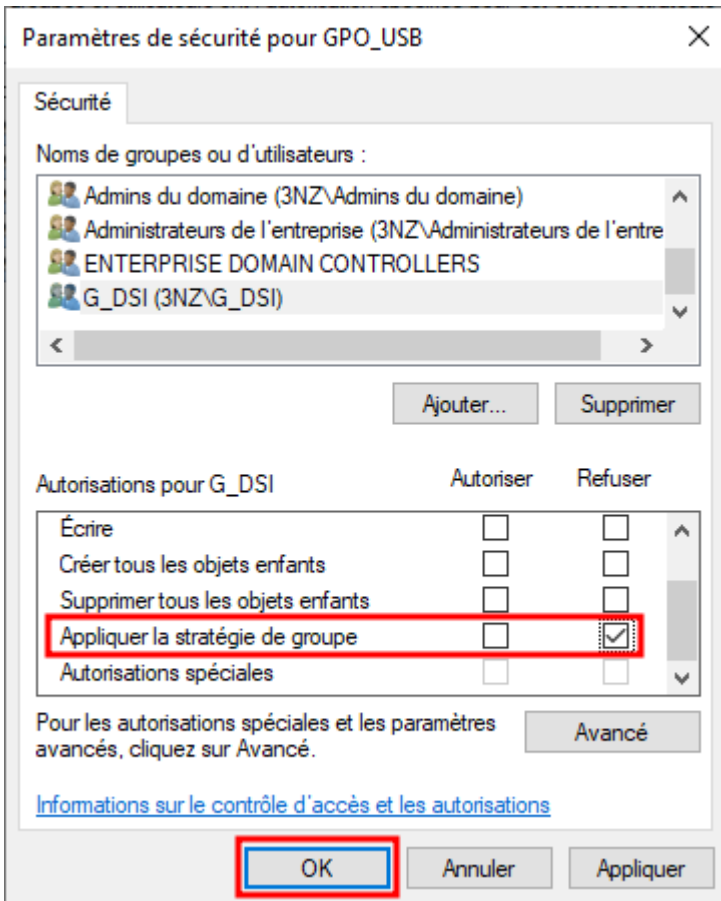 Paramètres de sécurité pour GPO_USB
Sécurité
Noms de groupes ou d'utilisateurs :
Admins du domaine (3NZ\Admins du domaine)
Administrateurs de l'entreprise (3NZ\Administrateurs de l'entre
ENTERPRISE DOMAIN CONTROLLERS
G_DSI (3NZ\G_DSI)
Ajouter... Supprimer
Autorisations pour G_DSI Autoriser Refuser
Écrire
Créer tous les objets enfants
Supprimer tous les objets enfants
Appliquer la stratégie de groupe
Autorisations spéciales
Pour les autorisations spéciales et les paramètres
avancés, cliquez sur Avancé.
Avancé
Informations sur le contrôle d'accès et les autorisations
OK Annuler Appliquer